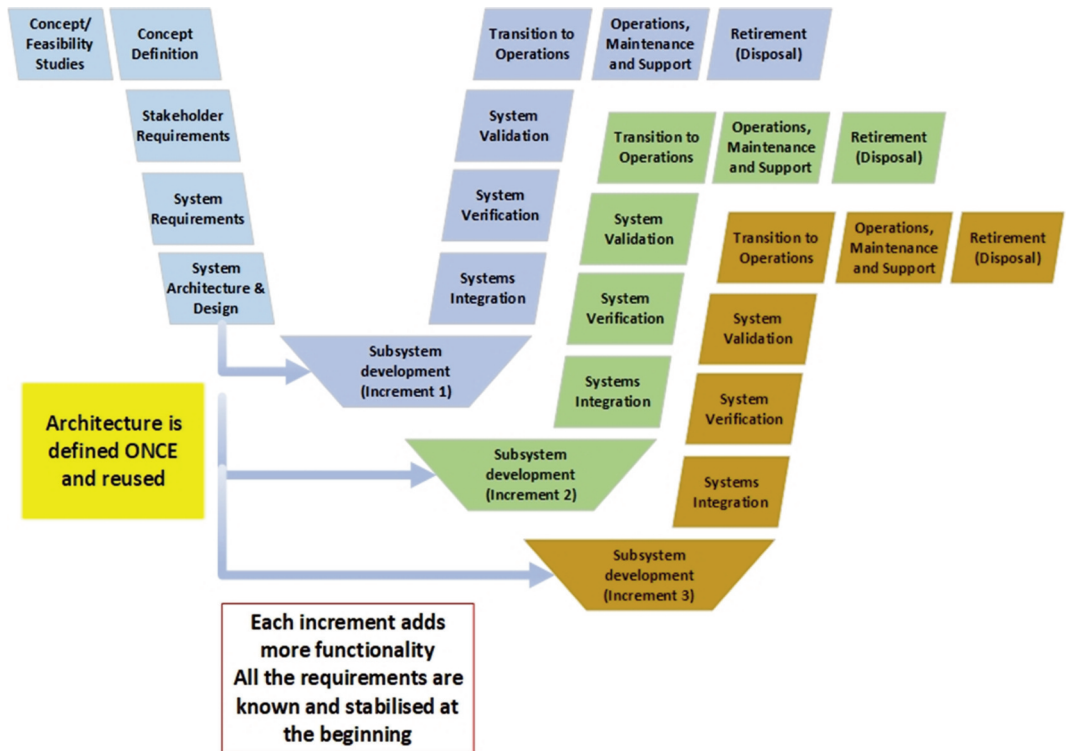 Concept/
Feasibility
Studies
Concept
Definition
Stakeholder
Requirements
System
Requirements
System
Architecture &
Design
Transition to
Operations
Operations,
Maintenance
and Support
Retirement
(Disposal)
System
Validation
System
Verification
Systems
Integration
Subsystem
development
(Increment 1)
Transition to
Operations
Operations,
Maintenance
and Support
Retirement
(Disposal)
System
Validation
System
Verification
Systems
Integration
Subsystem
development
(Increment 2)
Transition to
Operations
Operations,
Maintenance
and Support
Retirement
(Disposal)
System
Validation
System
Verification
Systems
Integration
Subsystem
development
(Increment 3)
Architecture is
defined ONCE
and reused
Each increment adds
more functionality
All the requirements are
known and stabilised at
the beginning